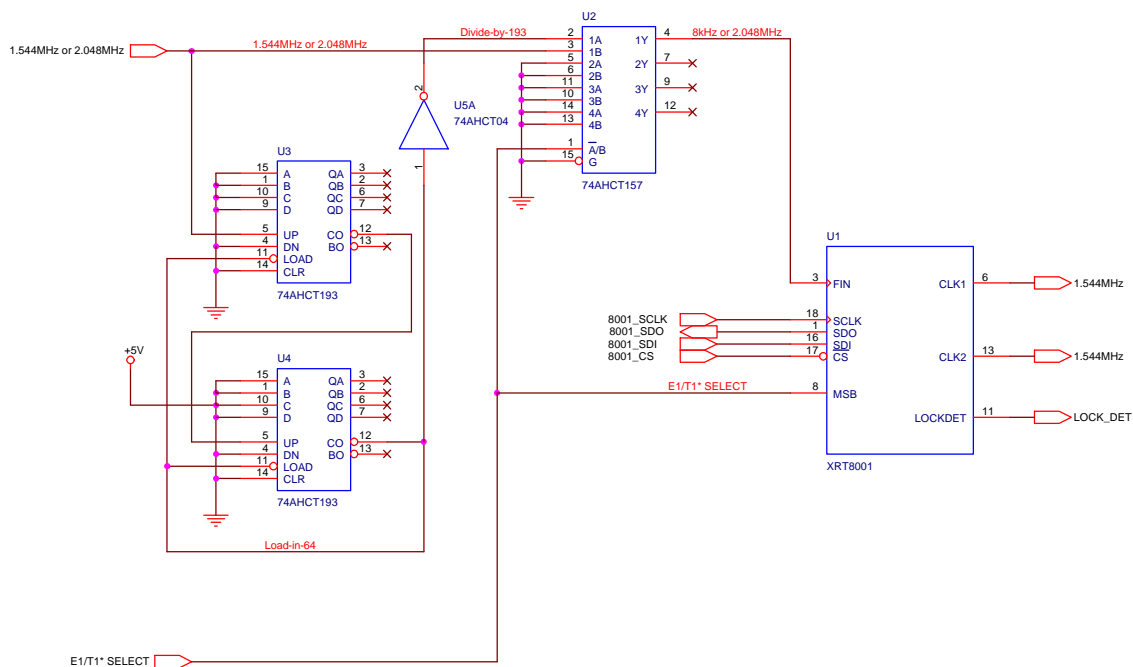 U2
Divide-by-193
2 1A 1Y 4 8kHz or 2.048MHz
1.544MHz or 2.048MHz
1.544MHz or 2.048MHz
3 1B
5 2A 2Y 7
6 2B
11 3A 3Y 9
10 3B
14 4A 4Y 12
13 4B
1 A/B
15 G
74AHCT157
2
U5A
74AHCT04
1
U3
15 A QA 3
1 B QB 2
10 C QC 6
9 D QD 7
5 UP CO 12
4 DN BO 13
11 LOAD
14 CLR
74AHCT193
U1
3 FIN CLK1 6 1.544MHz
8001_SCLK 18 SCLK
8001_SDO 1 SDO
8001_SDI 16 SDI
8001_CS 17 CS
CLK2 13 1.544MHz
E1/T1* SELECT 8 MSB
LOCKDET 11 LOCK_DET
XRT8001
+5V
U4
15 A QA 3
1 B QB 2
10 C QC 6
9 D QD 7
5 UP CO 12
4 DN BO 13
11 LOAD
14 CLR
74AHCT193
Load-in-64
E1/T1* SELECT